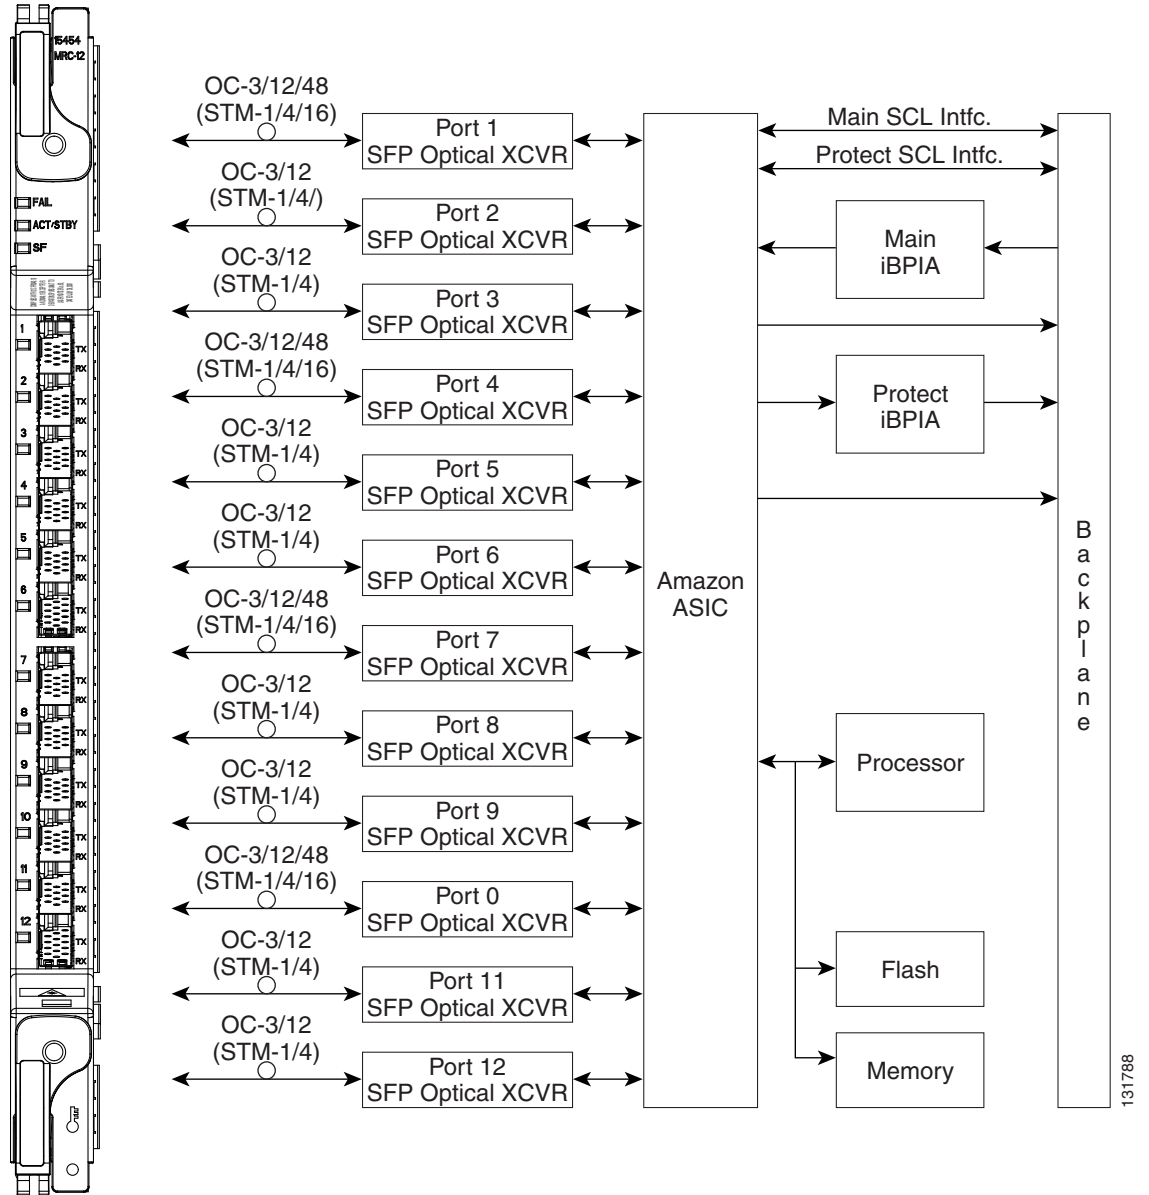 15454
MRC-12
FAIL
ACT/STBY
SF
1
TX
RX
2
TX
RX
3
TX
RX
4
TX
RX
5
TX
RX
6
TX
RX
7
TX
RX
8
TX
RX
9
TX
RX
10
TX
RX
11
TX
RX
12
TX
RX
OC-3/12/48
(STM-1/4/16)
Port 1
SFP Optical XCVR
OC-3/12
(STM-1/4/)
Port 2
SFP Optical XCVR
OC-3/12
(STM-1/4)
Port 3
SFP Optical XCVR
OC-3/12/48
(STM-1/4/16)
Port 4
SFP Optical XCVR
OC-3/12
(STM-1/4)
Port 5
SFP Optical XCVR
OC-3/12
(STM-1/4)
Port 6
SFP Optical XCVR
OC-3/12/48
(STM-1/4/16)
Port 7
SFP Optical XCVR
OC-3/12
(STM-1/4)
Port 8
SFP Optical XCVR
OC-3/12
(STM-1/4)
Port 9
SFP Optical XCVR
OC-3/12/48
(STM-1/4/16)
Port 0
SFP Optical XCVR
OC-3/12
(STM-1/4)
Port 11
SFP Optical XCVR
OC-3/12
(STM-1/4)
Port 12
SFP Optical XCVR
Amazon
ASIC
Main SCL Intfc.
Protect SCL Intfc.
Main
iBPIA
Protect
iBPIA
Processor
Flash
Memory
Backplane
131788